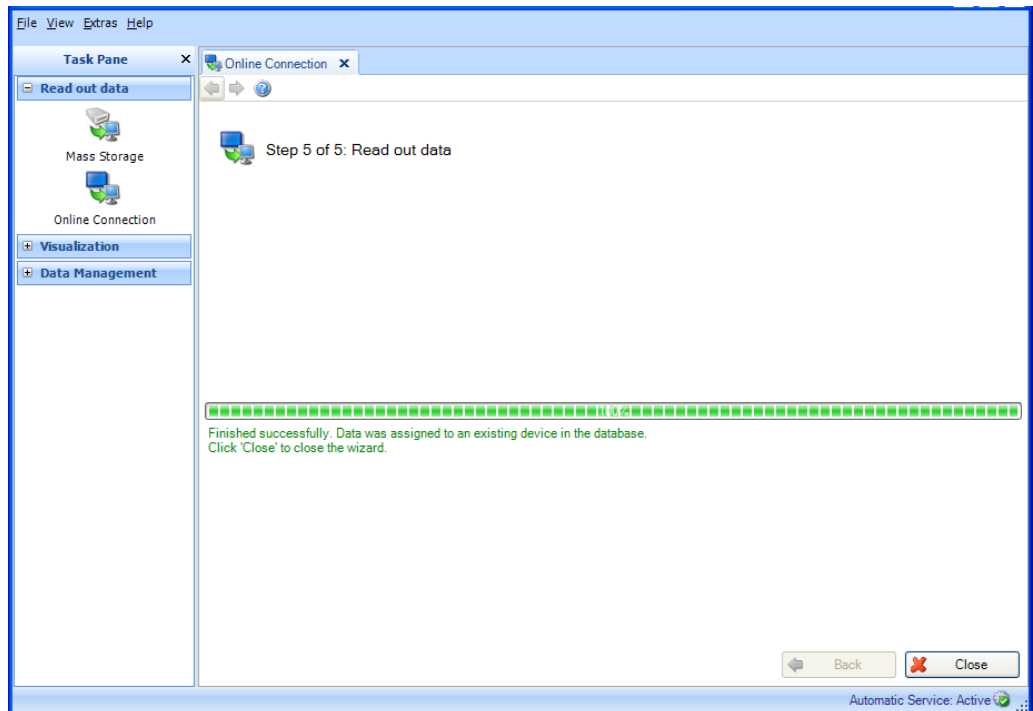 File View Extras Help
Task Pane
Online Connection
Read out data
Mass Storage
Online Connection
Visualization
Data Management
Step 5 of 5: Read out data
100%
Finished successfully. Data was assigned to an existing device in the database.
Click 'Close' to close the wizard.
Back
Close
Automatic Service: Active